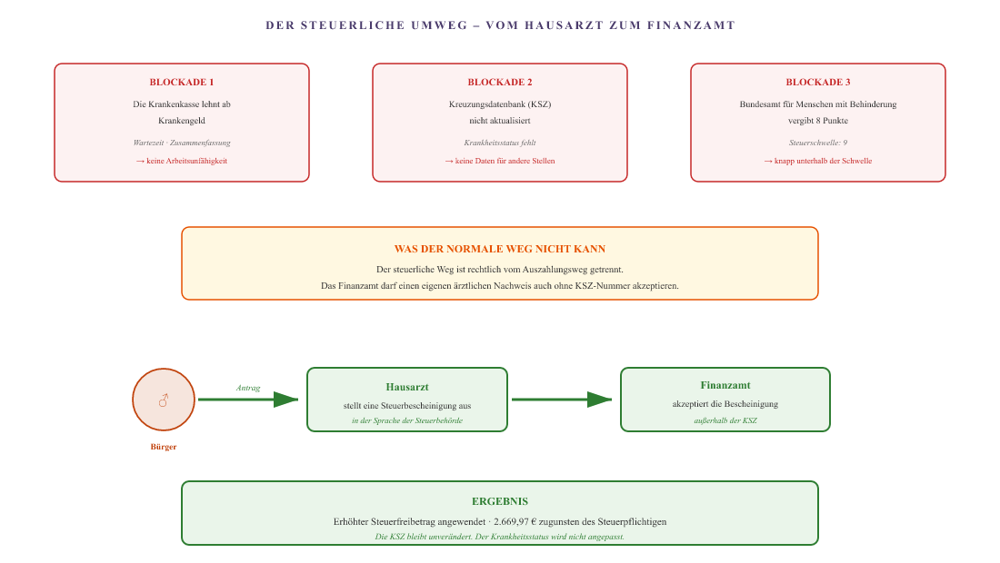 DER STEUERLICHE UMWEG – VOM HAUSARZT ZUM FINANZAMT
BLOCKADE 1
Die Krankenkasse lehnt ab
Krankengeld
Wartezeit · Zusammenfassung
→ keine Arbeitsunfähigkeit
BLOCKADE 2
Kreuzungsdatenbank (KSZ)
nicht aktualisiert
Krankheitsstatus fehlt
→ keine Daten für andere Stellen
BLOCKADE 3
Bundesamt für Menschen mit Behinderung
vergibt 8 Punkte
Steuerschwelle: 9
→ knapp unterhalb der Schwelle
WAS DER NORMALE WEG NICHT KANN
Der steuerliche Weg ist rechtlich vom Auszahlungsweg getrennt.
Das Finanzamt darf einen eigenen ärztlichen Nachweis auch ohne KSZ-Nummer akzeptieren.
♂
Bürger
Antrag
Hausarzt
stellt eine Steuerbescheinigung aus
in der Sprache der Steuerbehörde
Finanzamt
akzeptiert die Bescheinigung
außerhalb der KSZ
ERGEBNIS
Erhöhter Steuerfreibetrag angewendet · 2.669,97 € zugunsten des Steuerpflichtigen
Die KSZ bleibt unverändert. Der Krankheitsstatus wird nicht angepasst.